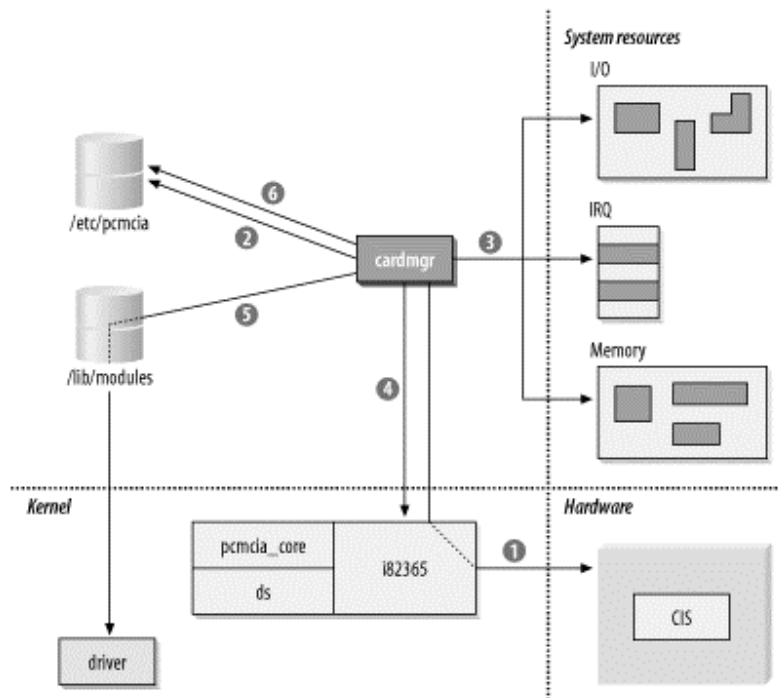 System resources
I/O
6
/etc/pcmcia
2
IRQ
cardmgr
3
5
/lib/modules
Memory
4
Kernel
Hardware
pcmcia_core
i82365
1
ds
CIS
driver